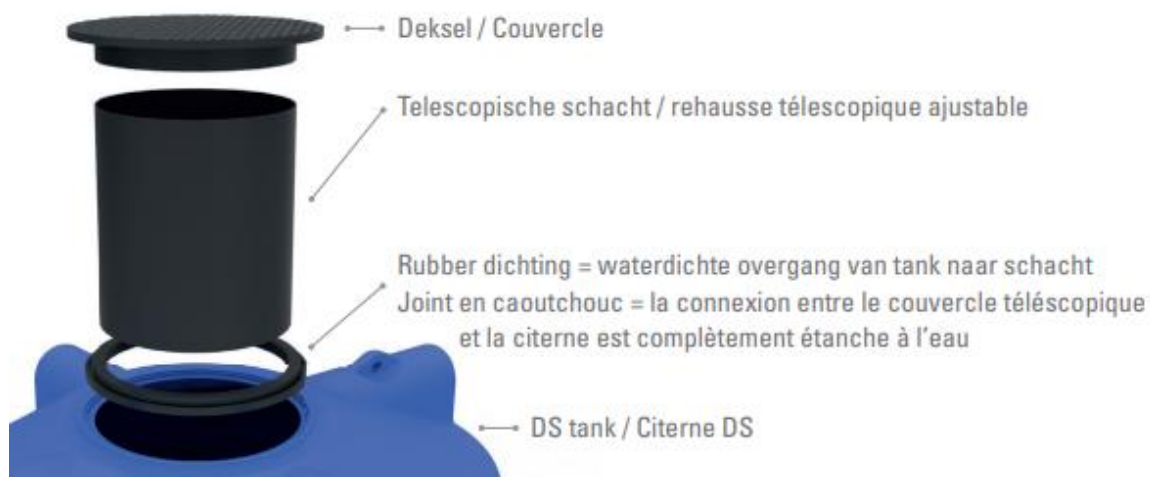 Deksel / Couvercle
Telescopische schacht / rehausse télescopique ajustable
Rubber dichting = waterdichte overgang van tank naar schacht
Joint en caoutchouc = la connexion entre le couvercle téléscopique
et la citerne est complètement étanche à l'eau
DS tank / Citerne DS